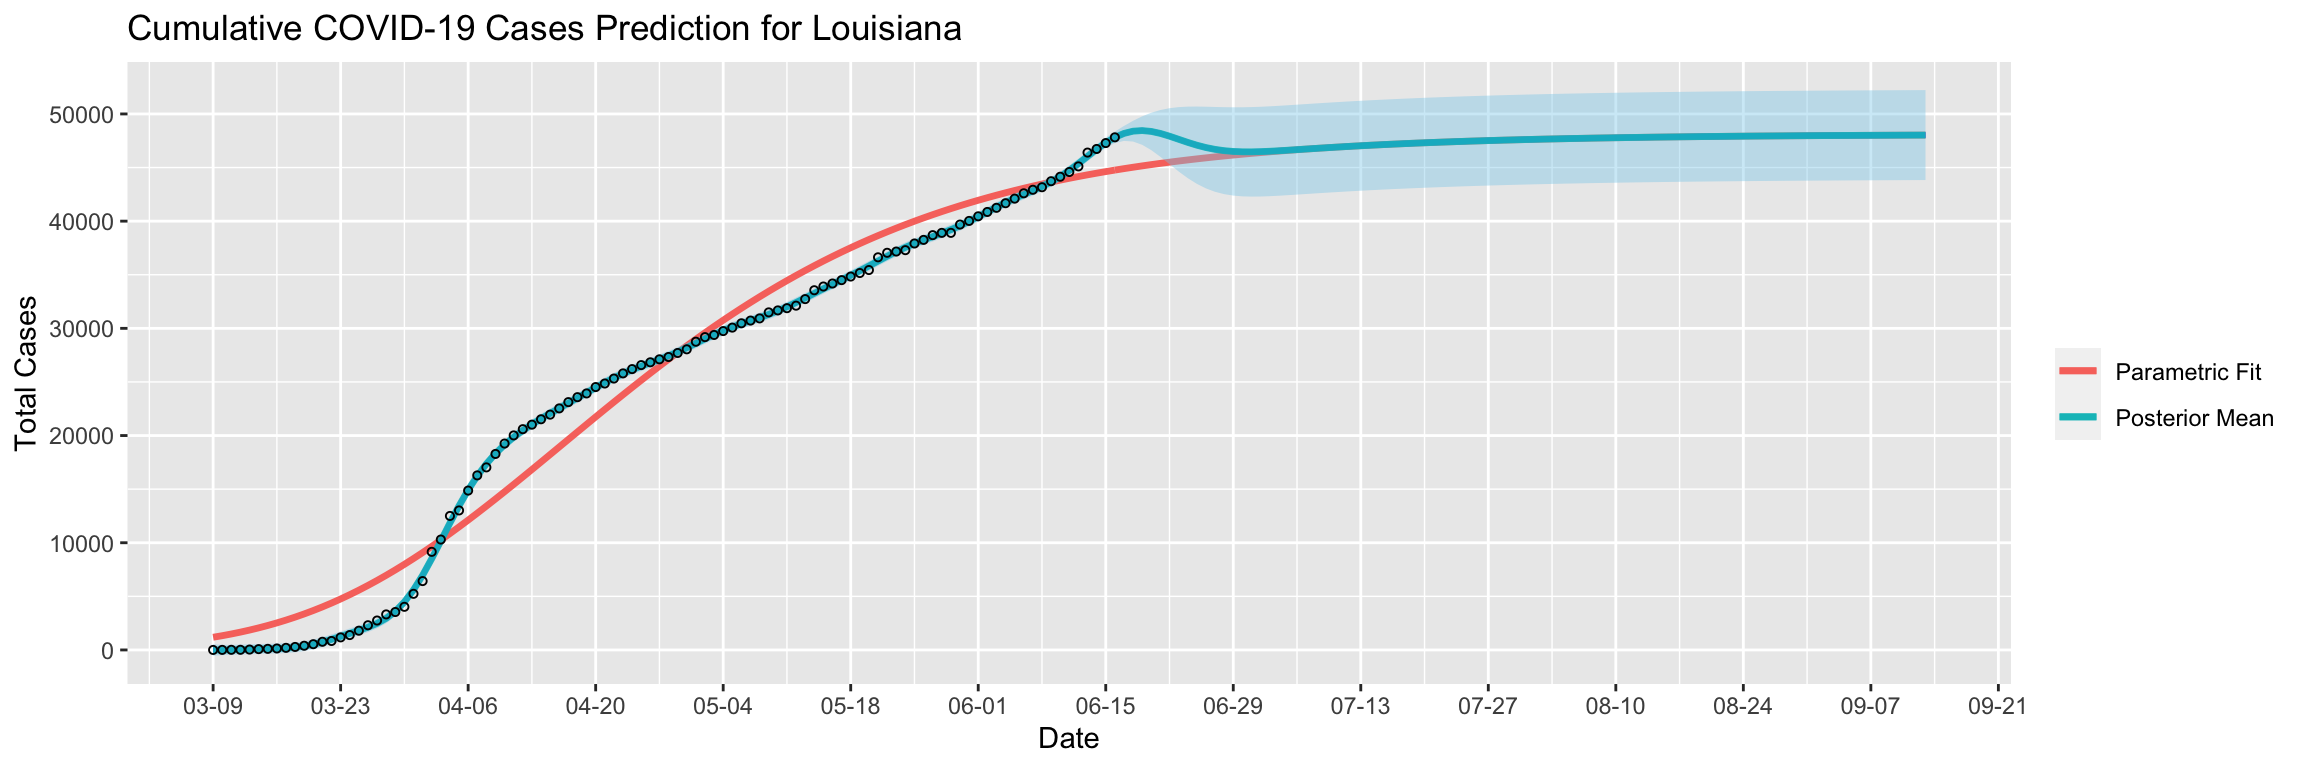 Cumulative COVID-19 Cases Prediction for Louisiana
Total Cases
50000
40000
30000
20000
10000
0
03-09 03-23 04-06 04-20 05-04 05-18 06-01 06-15 06-29 07-13 07-27 08-10 08-24 09-07 09-21
Date
Parametric Fit
Posterior Mean